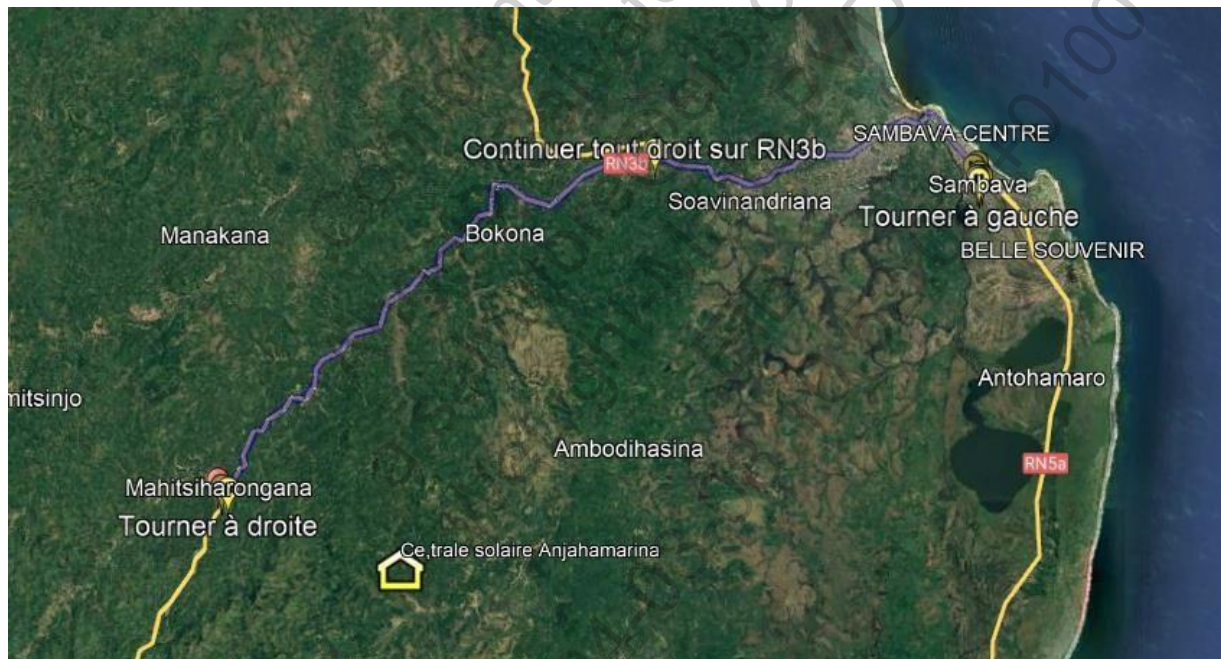 Continuer tout droit sur RN3b
RN3b
SAMBAVA CENTRE
Sambava
Soavinandriana
Tourner à gauche
Manakana
Bokona
BELLE SOUVENIR
Antohamaro
mitsinjo
Ambodihasina
RN5a
Mahitsiharongana
Tourner à droite
Ce,trale solaire Anjahamarina